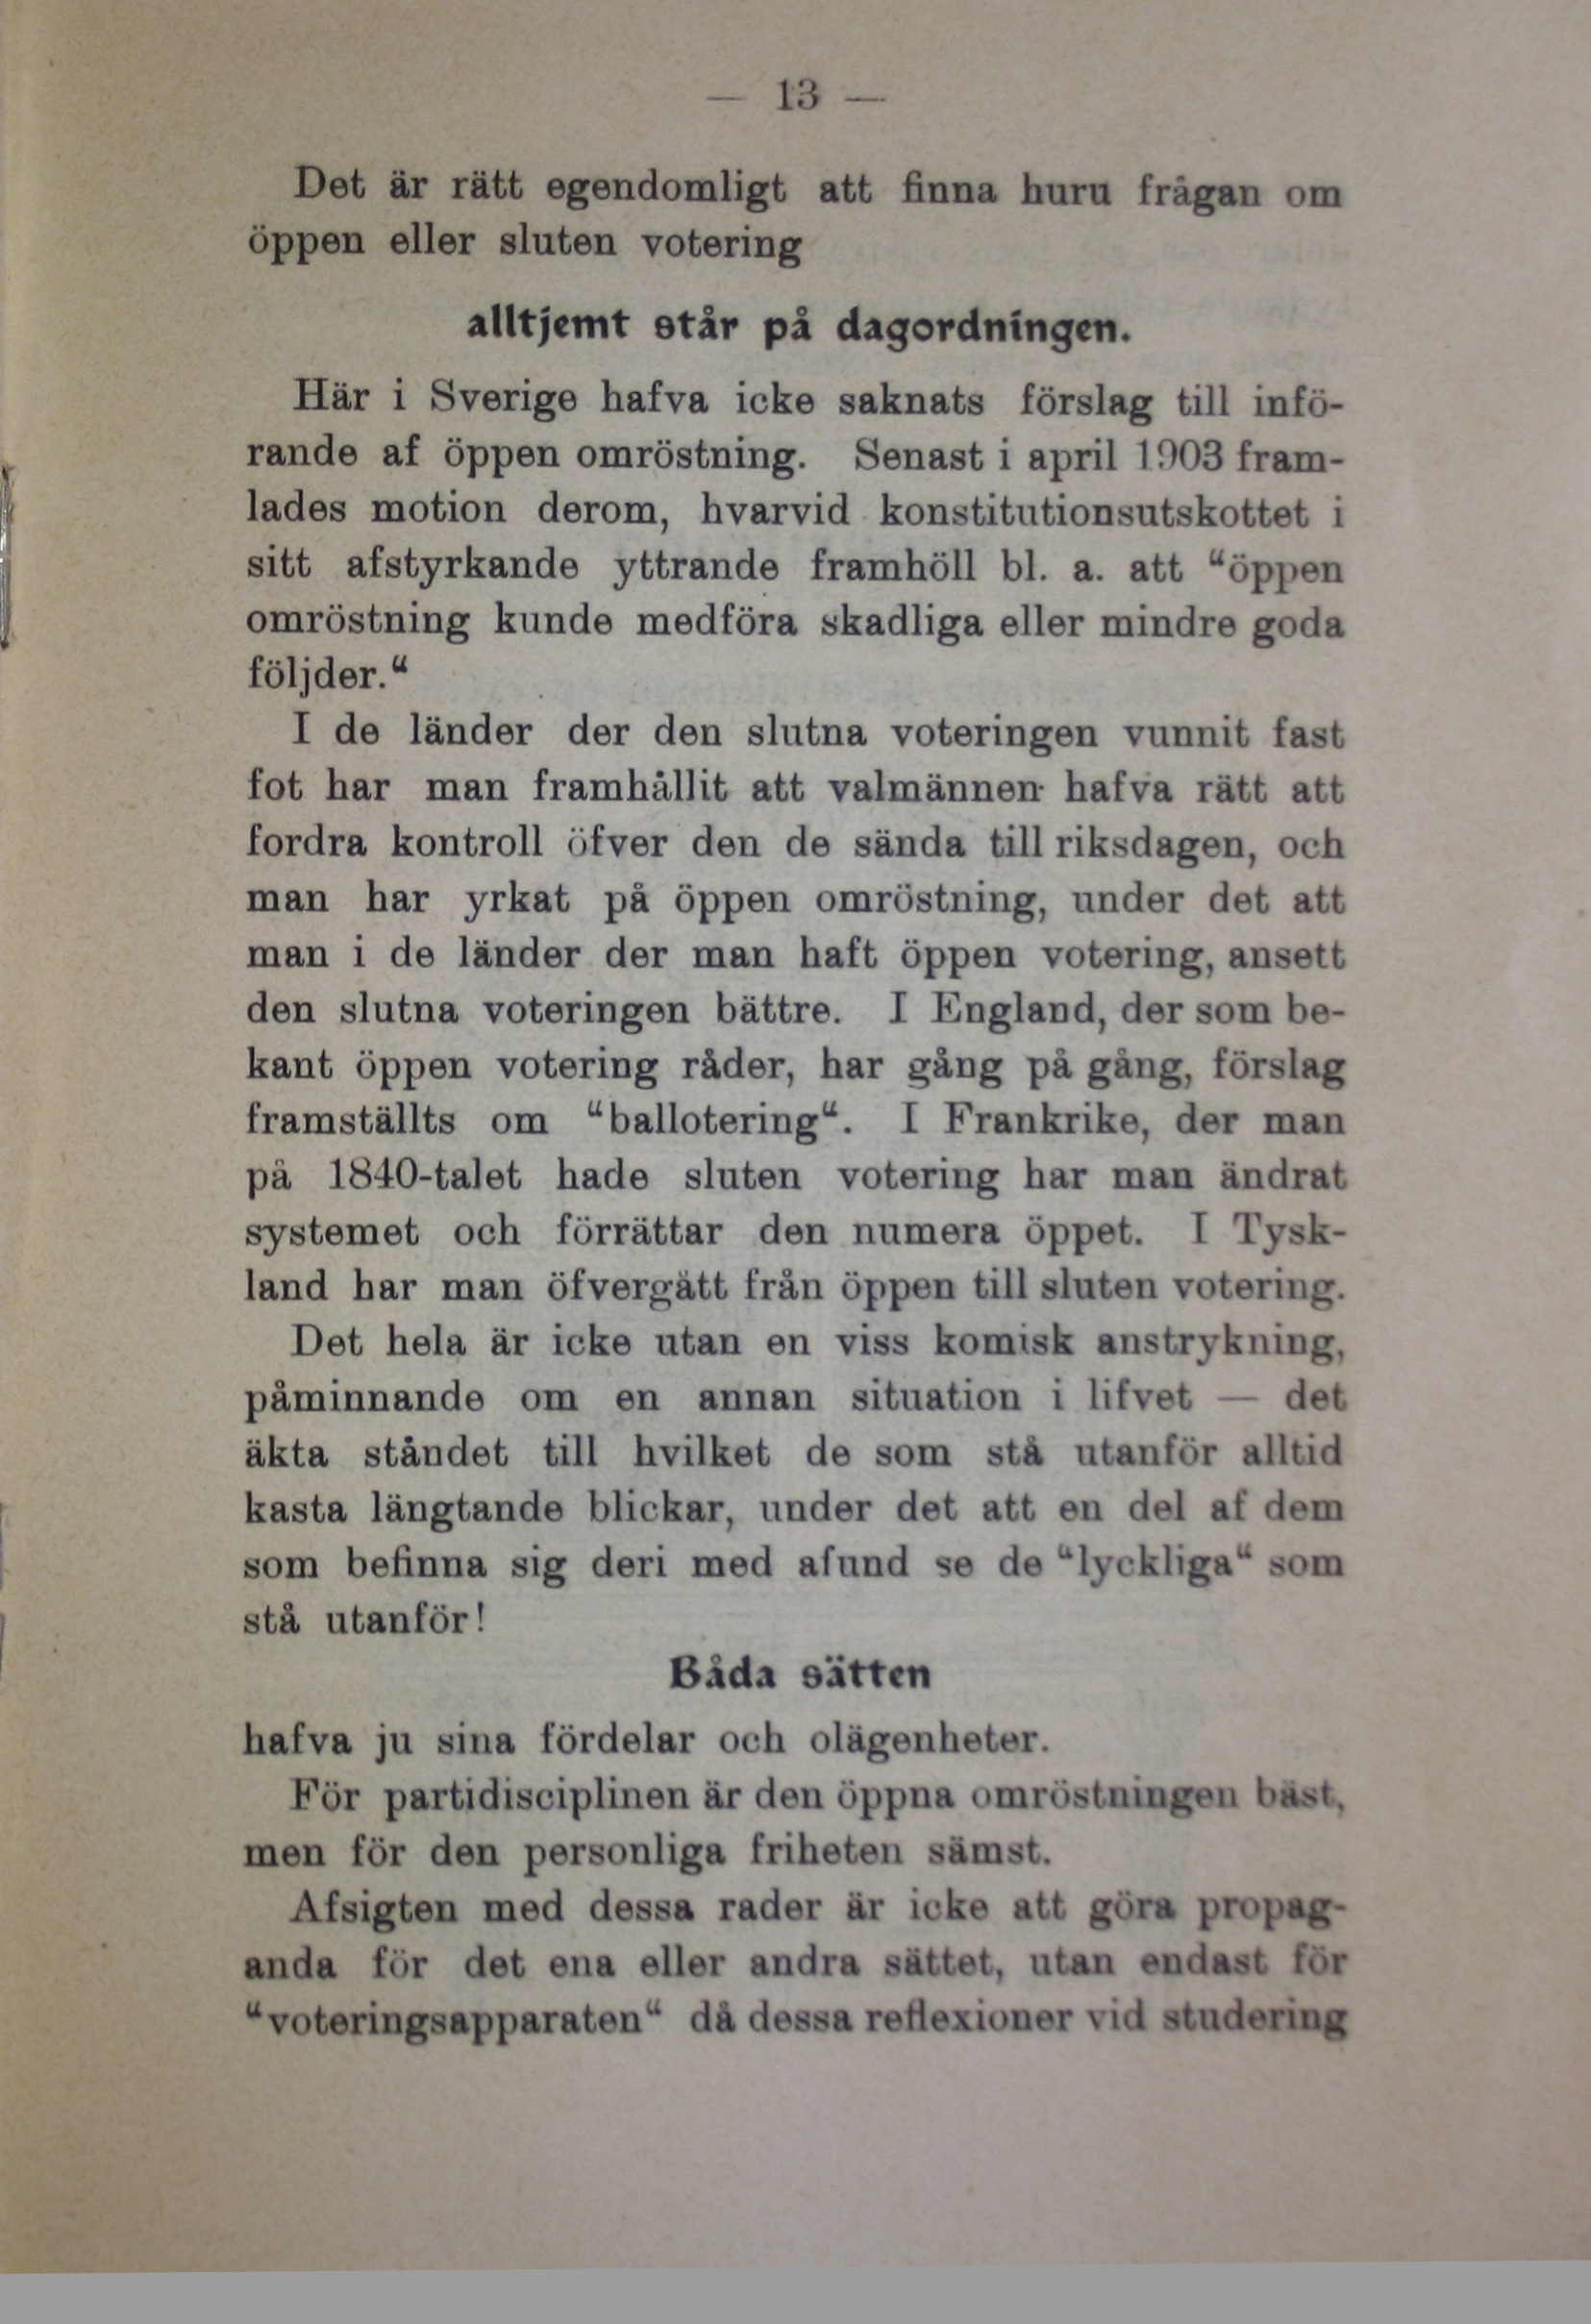 — 13 —
Det är rätt egendomligt att finna huru frågan om
öppen eller sluten votering
alltjemt står på dagordningen.
Här i Sverige hafva icke saknats förslag till infö-
rande af öppen omröstning. Senast i april 1903 fram-
lades motion derom, hvarvid konstitutionsutskottet i
sitt afstyrkande yttrande framhöll bl. a. att “öppen
omröstning kunde medföra skadliga eller mindre goda
följder.“
I de länder der den slutna voteringen vunnit fast
fot har man framhållit att valmännen hafva rätt att
fordra kontroll öfver den de sända till riksdagen, och
man har yrkat på öppen omröstning, under det att
man i de länder der man haft öppen votering, ansett
den slutna voteringen bättre. I England, der som be-
kant öppen votering råder, har gång på gång, förslag
framställts om “ballotering“. I Frankrike, der man
på 1840-talet hade sluten votering har man ändrat
systemet och förrättar den numera öppet. I Tysk-
land har man öfvergått från öppen till sluten votering.
Det hela är icke utan en viss komisk anstrykning,
påminnande om en annan situation i lifvet — det
äkta ståndet till hvilket de som stå utanför alltid
kasta längtande blickar, under det att en del af dem
som befinna sig deri med afund se de “lyckliga“ som
stå utanför!
Båda sätten
hafva ju sina fördelar och olägenheter.
För partidisciplinen är den öppna omröstningen bäst,
men för den personliga friheten sämst.
Afsigten med dessa rader är icke att göra propag-
anda för det ena eller andra sättet, utan endast för
“voteringsapparaten“ då dessa reflexioner vid studering